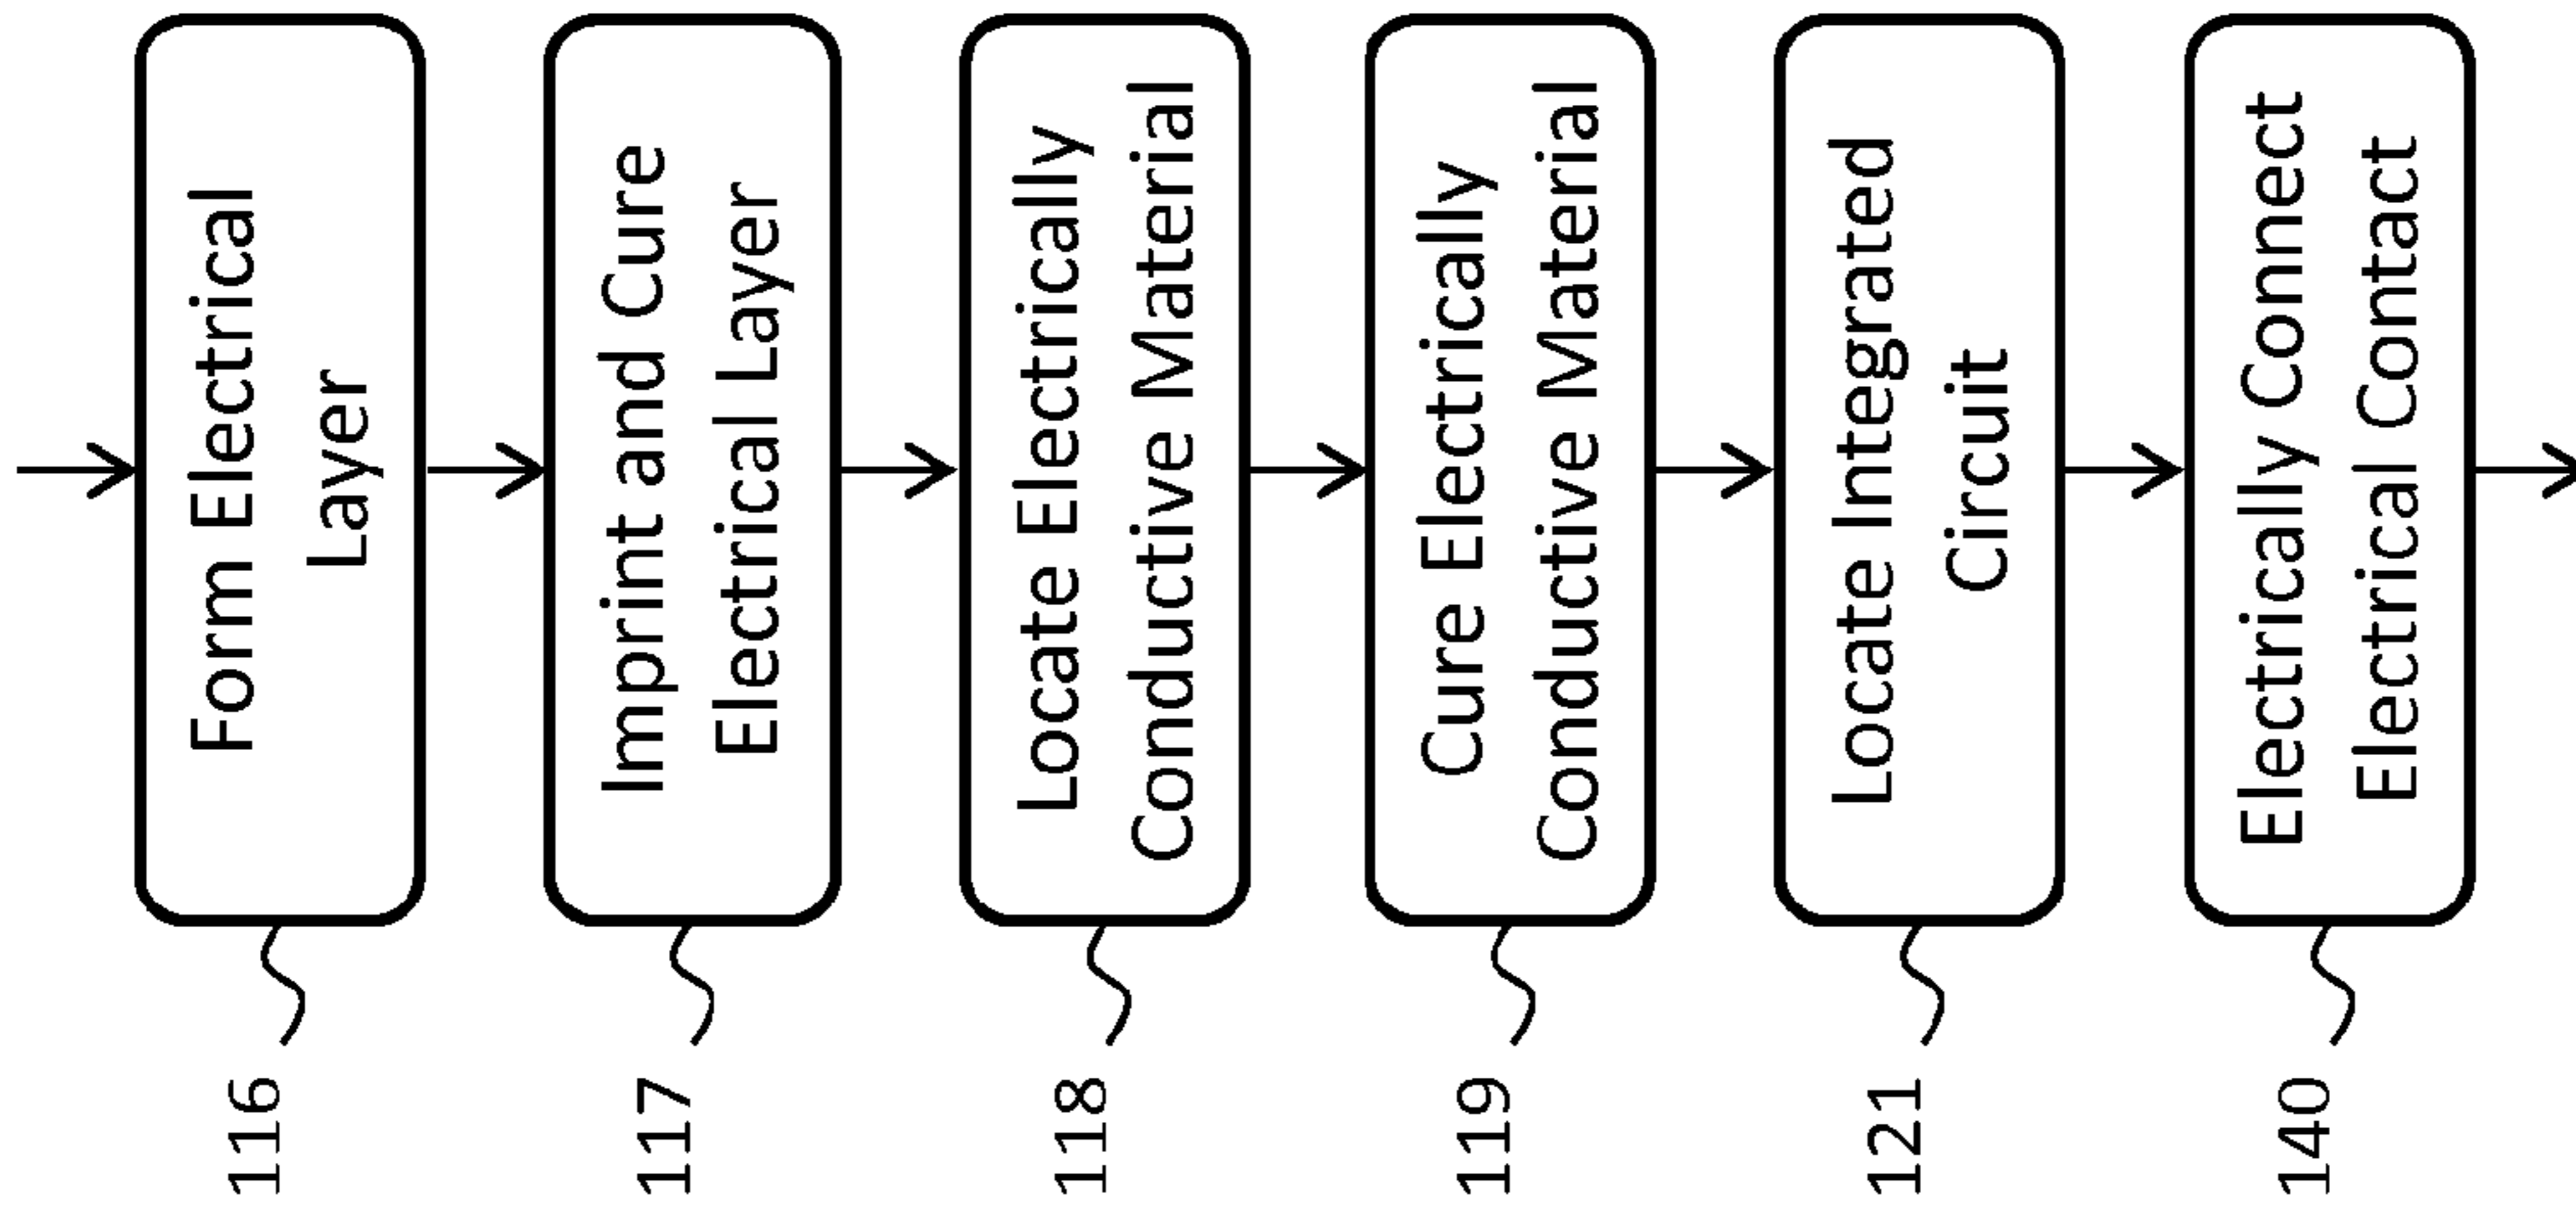 116
Form Electrical
Layer
117
Imprint and Cure
Electrical Layer
118
Locate Electrically
Conductive Material
119
Cure Electrically
Conductive Material
121
Locate Integrated
Circuit
140
Electrically Connect
Electrical Contact